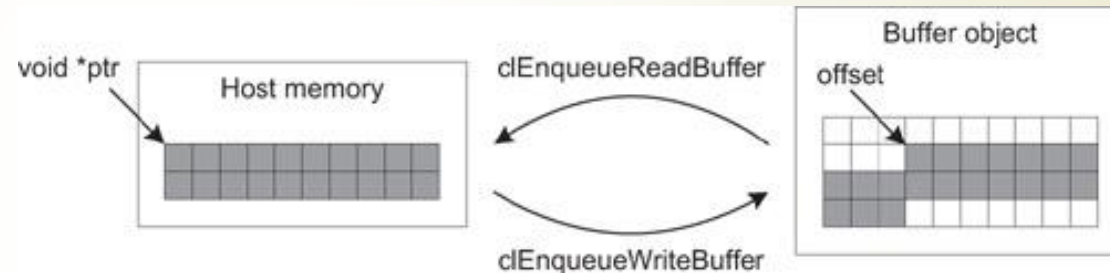 void *ptr
Host memory
clEnqueueReadBuffer
Buffer object
offset
clEnqueueWriteBuffer